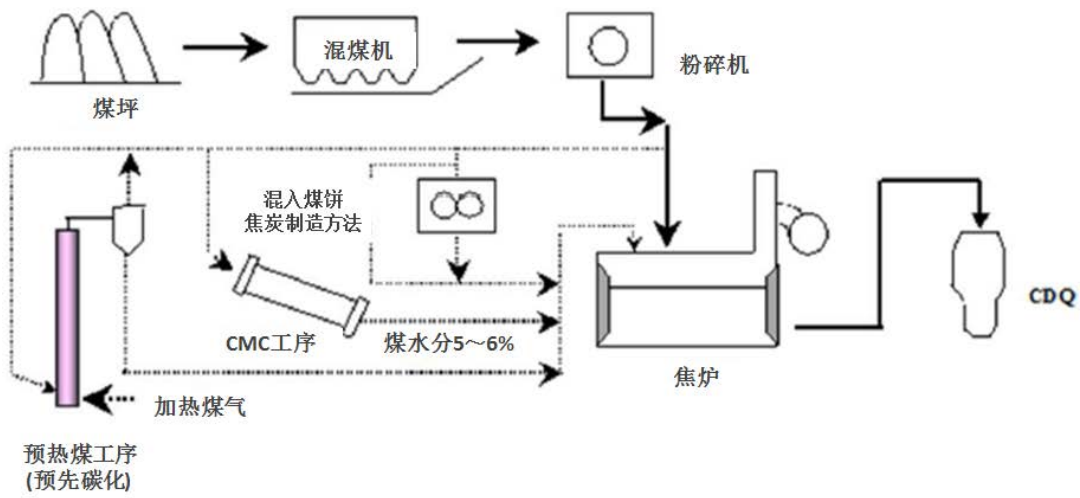 混煤机
粉碎机
煤坪
混入煤饼
焦炭制造方法
CDQ
CMC工序
煤水分5～6%
焦炉
加热煤气
预热煤工序
(预先碳化)